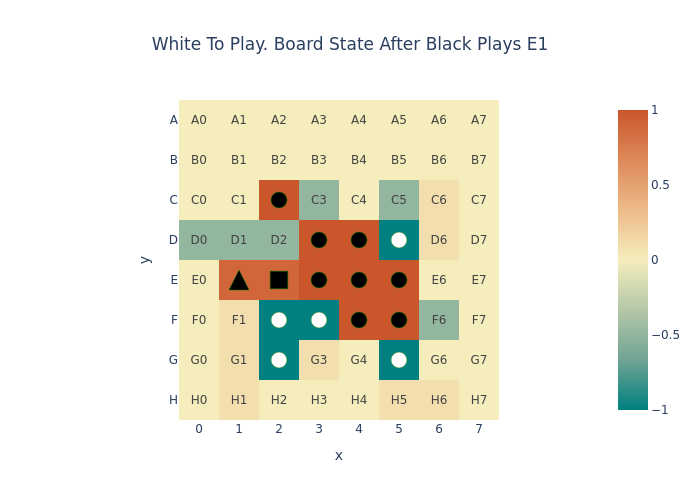 White To Play. Board State After Black Plays E1
A A0 A1 A2 A3 A4 A5 A6 A7
B B0 B1 B2 B3 B4 B5 B6 B7
C C0 C1 C3 C4 C5 C6 C7
D D0 D1 D2 D6 D7
E E0 E6 E7
F F0 F1 F6 F7
G G0 G1 G3 G4 G6 G7
H H0 H1 H2 H3 H4 H5 H6 H7
0 1 2 3 4 5 6 7
x
y
1
0.5
0
−0.5
−1